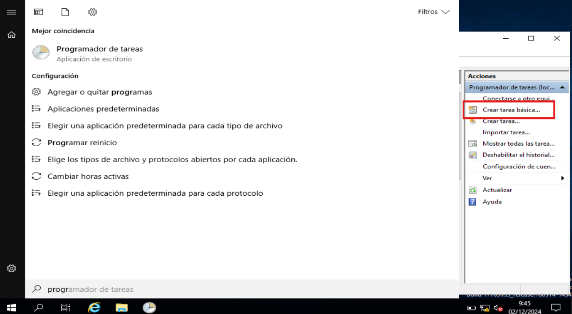 Filtros
Mejor coincidencia
Programador de tareas
Aplicación de escritorio
Configuración
Agregar o quitar programas
Aplicaciones predeterminadas
Elegir una aplicación predeterminada para cada tipo de archivo
Programar reinicio
Elige los tipos de archivo y protocolos abiertos por cada aplicación.
Cambiar horas activas
Elegir una aplicación predeterminada para cada protocolo
programador de tareas
Acciones
Programador de tareas (loc...
Conectarse a otro equi...
Crear tarea básica...
Crear tarea...
Importar tarea...
Mostrar todas las tarea...
Deshabilitar el historial...
Configuración de cuen...
Ver
Actualizar
Ayuda
9:45
02/12/2024